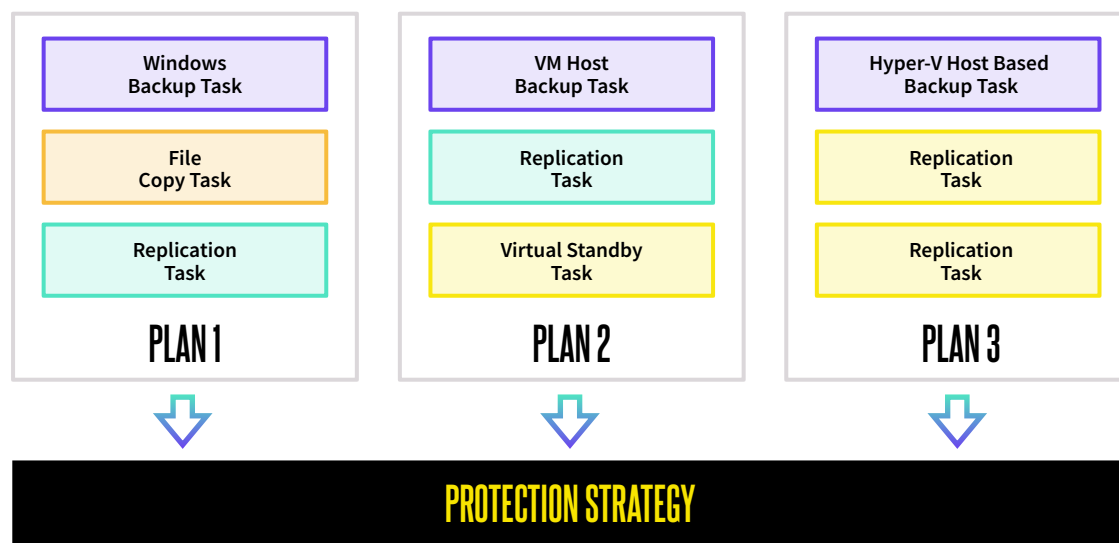 Windows
Backup Task
File
Copy Task
Replication
Task
PLAN 1
VM Host
Backup Task
Replication
Task
Virtual Standby
Task
PLAN 2
Hyper-V Host Based
Backup Task
Replication
Task
Replication
Task
PLAN 3
PROTECTION STRATEGY